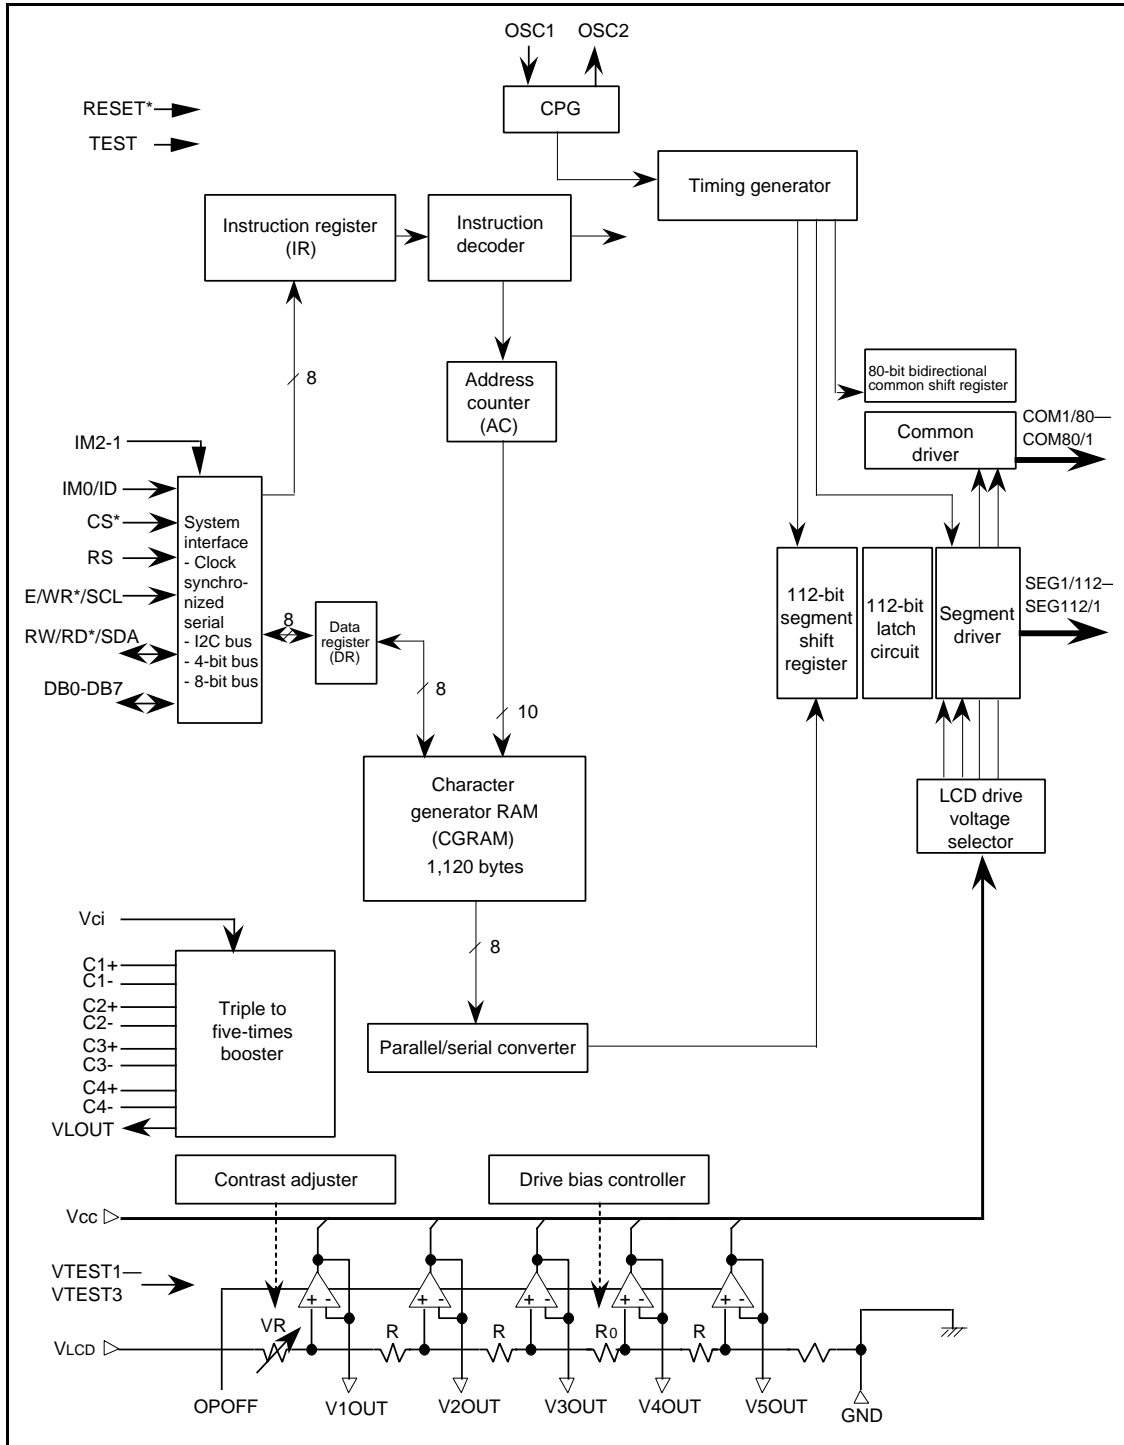 OSC1 OSC2
CPG
RESET*
TEST
Timing generator
Instruction register
(IR)
Instruction
decoder
8
Address
counter
(AC)
80-bit bidirectional
common shift register
COM1/80—
COM80/1
Common
driver
IM2-1
IM0/ID
CS*
RS
E/WR*/SCL
RW/RD*/SDA
DB0-DB7
System
interface
- Clock
synchro-
nized
serial
- I2C bus
- 4-bit bus
- 8-bit bus
8
Data
register
(DR)
8
10
112-bit
segment
shift
register
112-bit
latch
circuit
Segment
driver
SEG1/112—
SEG112/1
Character
generator RAM
(CGRAM)
1,120 bytes
LCD drive
voltage
selector
8
Parallel/serial converter
Vci
C1+
C1-
C2+
C2-
C3+
C3-
C4+
C4-
VLOUT
Triple to
five-times
booster
Contrast adjuster
Drive bias controller
Vcc
VTEST1—
VTEST3
+ -
+ -
+ -
+ -
+ -
VR
R
R
R0
R
VLCD
OPOFF
V1OUT
V2OUT
V3OUT
V4OUT
V5OUT
GND